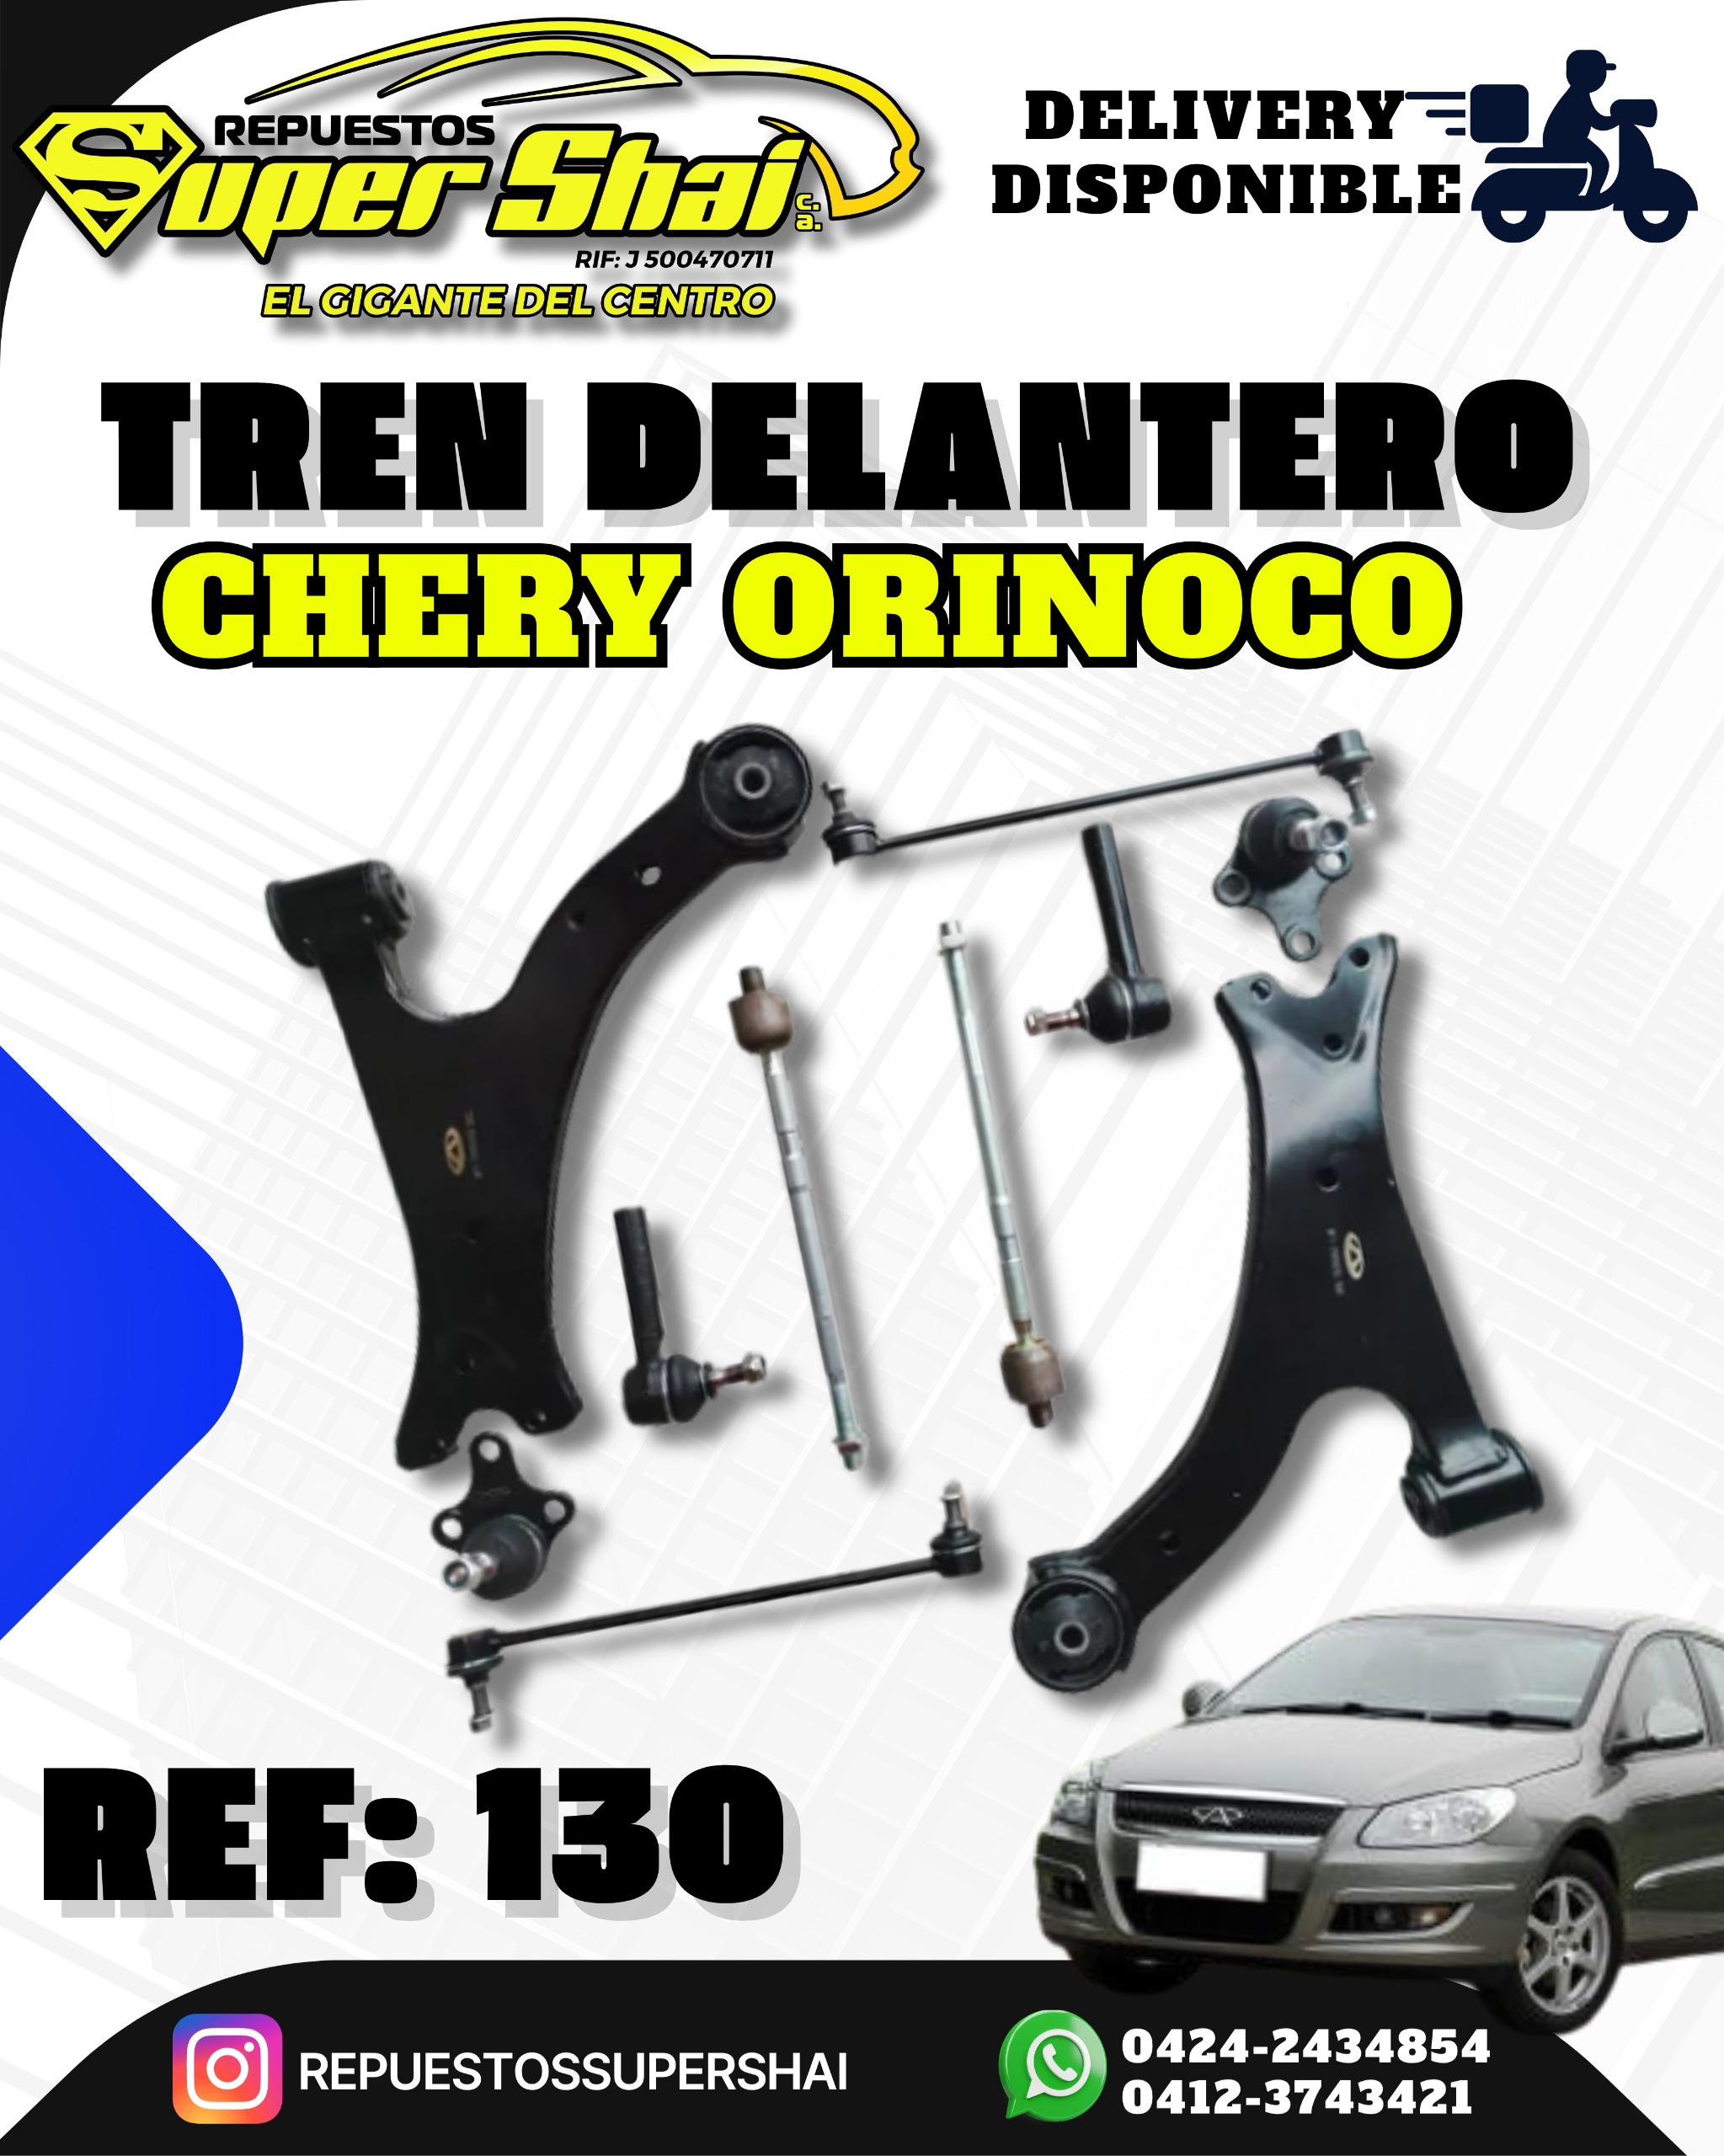 REPUESTOS
Super Shai c.a.
RIF: J 500470711
EL GIGANTE DEL CENTRO
DELIVERY
DISPONIBLE
TREN DELANTERO
CHERY ORINOCO
REF: 130
REPUESTOSSUPERSHAI
0424-2434854
0412-3743421